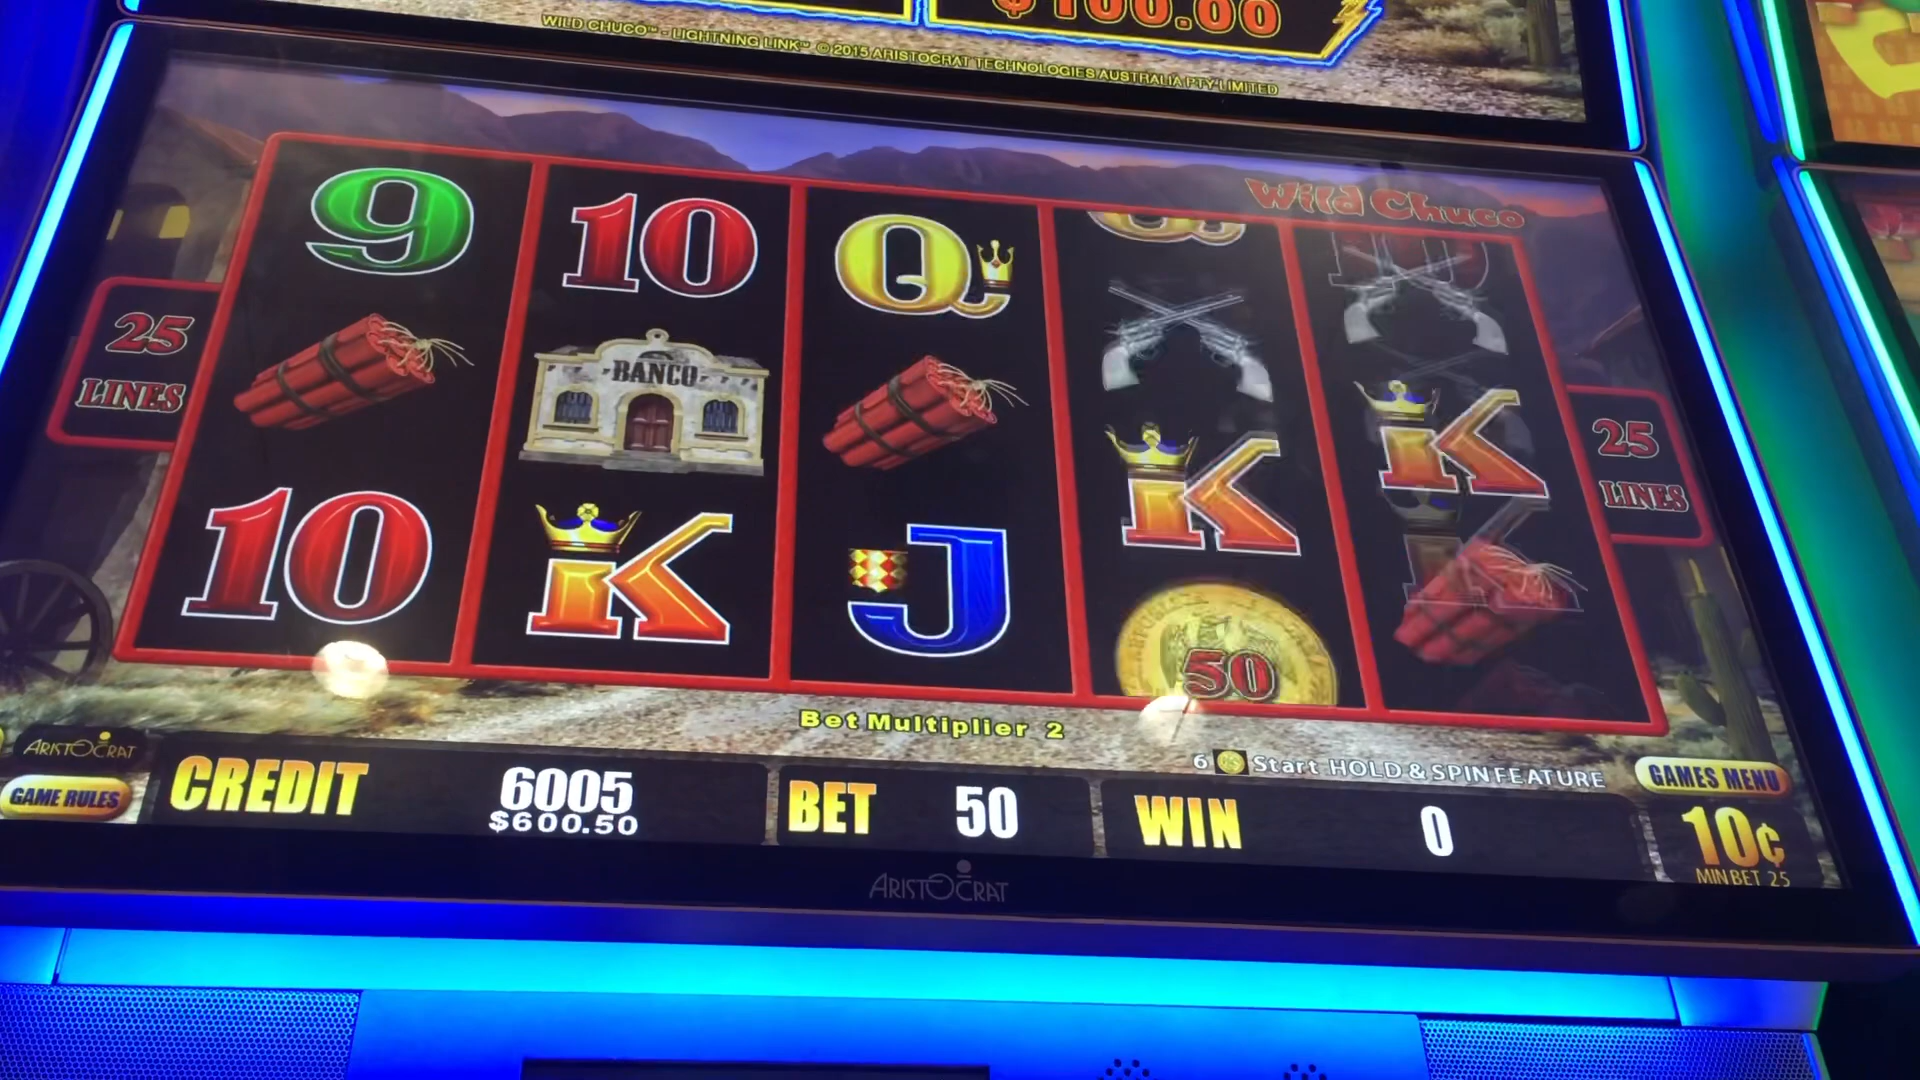 $100.00
WILD CHUCO™ - LIGHTNING LINK™ © 2015 ARISTOCRAT TECHNOLOGIES AUSTRALIA PTY LIMITED
Wild Chuco
9
10
Q
25
LINES
BANCO
K
K
25
LINES
10
K
J
50
Bet Multiplier 2
6 Start HOLD & SPIN FEATURE
ARISTOCRAT
GAME RULES
CREDIT
6005
$600.50
BET
50
WIN
0
GAMES MENU
10¢
MIN BET 25
ARISTOCRAT